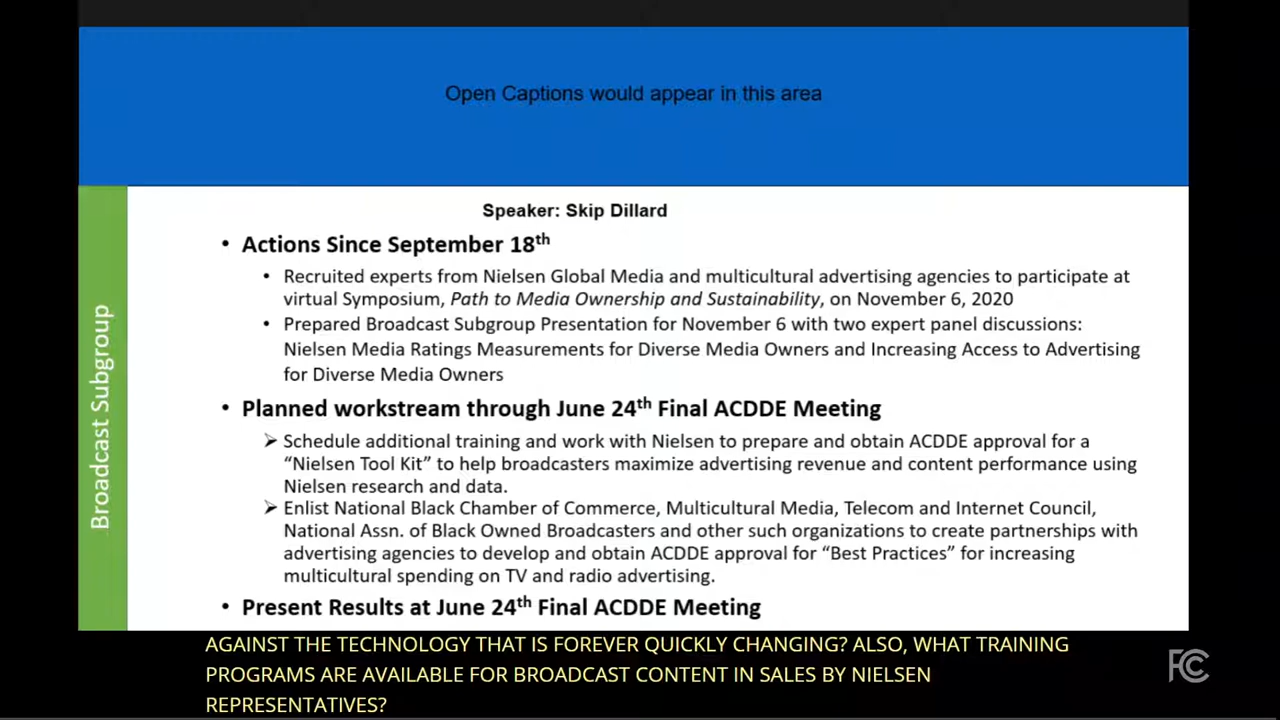 Open Captions would appear in this area
Speaker: Skip Dillard
• Actions Since September 18th
• Recruited experts from Nielsen Global Media and multicultural advertising agencies to participate at
virtual Symposium, Path to Media Ownership and Sustainability, on November 6, 2020
• Prepared Broadcast Subgroup Presentation for November 6 with two expert panel discussions:
Nielsen Media Ratings Measurements for Diverse Media Owners and Increasing Access to Advertising
for Diverse Media Owners
• Planned workstream through June 24th Final ACDDE Meeting
➢ Schedule additional training and work with Nielsen to prepare and obtain ACDDE approval for a
“Nielsen Tool Kit” to help broadcasters maximize advertising revenue and content performance using
Nielsen research and data.
➢ Enlist National Black Chamber of Commerce, Multicultural Media, Telecom and Internet Council,
National Assn. of Black Owned Broadcasters and other such organizations to create partnerships with
advertising agencies to develop and obtain ACDDE approval for “Best Practices” for increasing
multicultural spending on TV and radio advertising.
• Present Results at June 24th Final ACDDE Meeting
Broadcast Subgroup
AGAINST THE TECHNOLOGY THAT IS FOREVER QUICKLY CHANGING? ALSO, WHAT TRAINING
PROGRAMS ARE AVAILABLE FOR BROADCAST CONTENT IN SALES BY NIELSEN
REPRESENTATIVES?
FCC